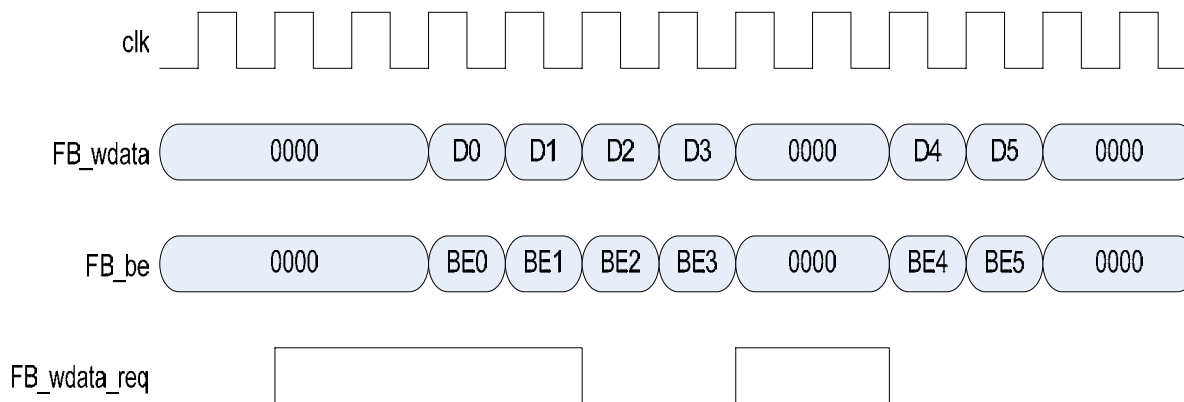 clk
FB_wdata 0000 D0 D1 D2 D3 0000 D4 D5 0000
FB_be 0000 BE0 BE1 BE2 BE3 0000 BE4 BE5 0000
FB_wdata_req